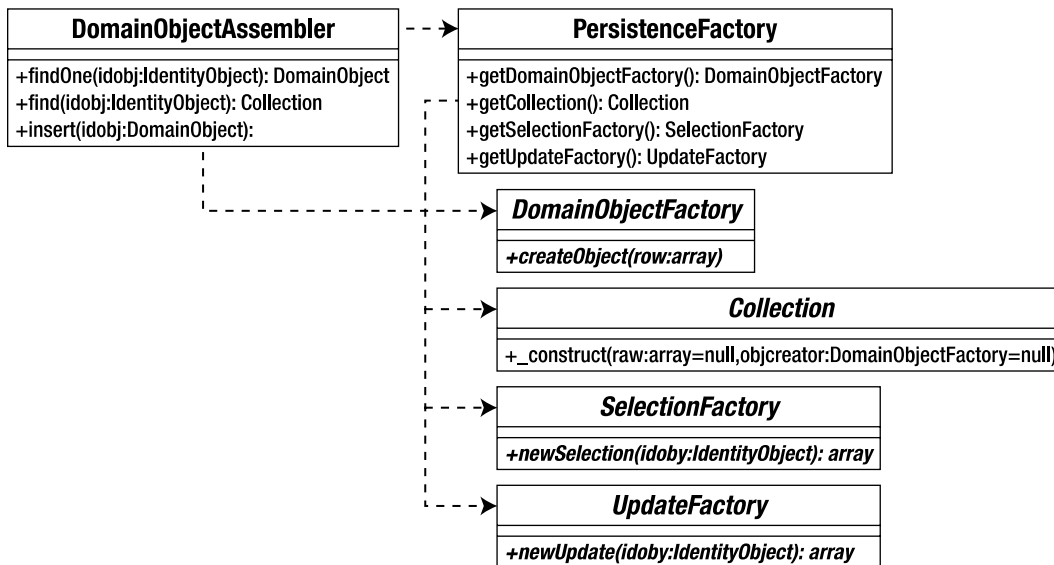 DomainObjectAssembler
+findOne(idobj:IdentityObject): DomainObject
+find(idobj:IdentityObject): Collection
+insert(idobj:DomainObject):
PersistenceFactory
+getDomainObjectFactory(): DomainObjectFactory
+getCollection(): Collection
+getSelectionFactory(): SelectionFactory
+getUpdateFactory(): UpdateFactory
DomainObjectFactory
+createObject(row:array)
Collection
+_construct(raw:array=null,objcreator:DomainObjectFactory=null)
SelectionFactory
+newSelection(idoby:IdentityObject): array
UpdateFactory
+newUpdate(idoby:IdentityObject): array